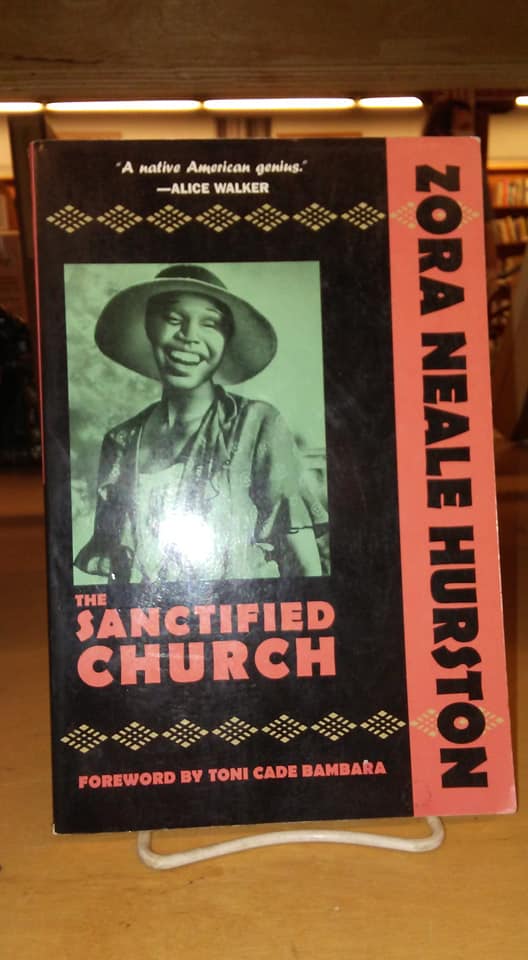 "A native American genius."
—ALICE WALKER
ZORA NEALE HURSTON
THE
SANCTIFIED
CHURCH
FOREWORD BY TONI CADE BAMBARA